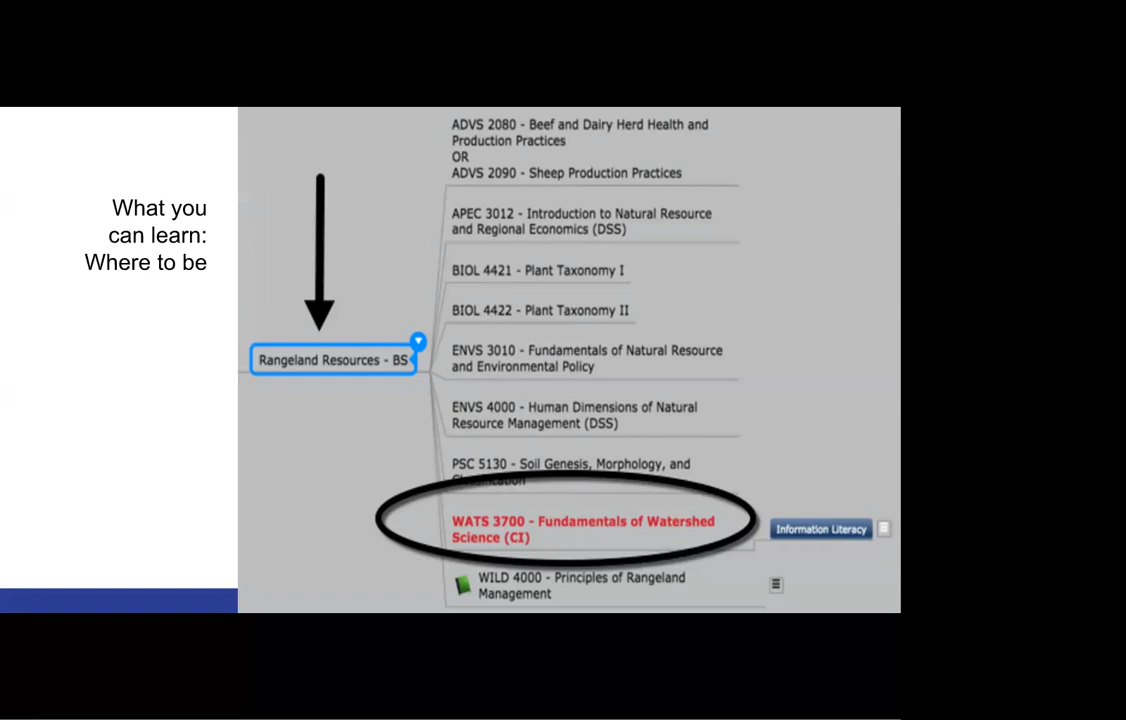 What you
can learn:
Where to be
Rangeland Resources - BS
ADVS 2080 - Beef and Dairy Herd Health and
Production Practices
OR
ADVS 2090 - Sheep Production Practices
APEC 3012 - Introduction to Natural Resource
and Regional Economics (DSS)
BIOL 4421 - Plant Taxonomy I
BIOL 4422 - Plant Taxonomy II
ENVS 3010 - Fundamentals of Natural Resource
and Environmental Policy
ENVS 4000 - Human Dimensions of Natural
Resource Management (DSS)
PSC 5130 - Soil Genesis, Morphology, and
Classification
WATS 3700 - Fundamentals of Watershed
Science (CI)
Information Literacy
WILD 4000 - Principles of Rangeland
Management